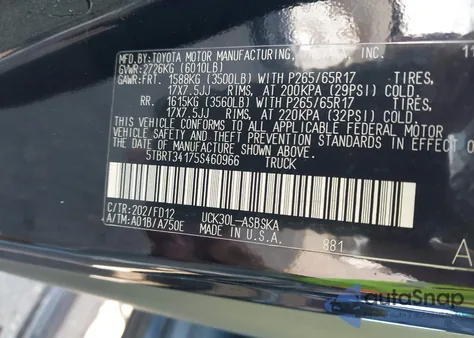 MFD.BY: TOYOTA MOTOR MANUFACTURING, INC. 11
GVWR: 2726KG (6010LB)
GAWR: FRT. 1588KG (3500LB) WITH P265/65R17 TIRES,
17X7.5JJ RIMS, AT 200KPA (29PSI) COLD.
RR. 1615KG (3560LB) WITH P265/65R17 TIRES,
17X7.5JJ RIMS, AT 220KPA (32PSI) COLD.
THIS VEHICLE CONFORMS TO ALL APPLICABLE FEDERAL MOTOR
VEHICLE SAFETY STANDARDS IN EFFECT ON
THE DATE OF MANUFACTURE SHOWN ABOVE.
5TBRT34175S460966 TRUCK
C/TR: 202/FD12 UCK30L-ASBSKA
A/TM: A01B/A750E MADE IN U.S.A. 881 A
autoSnap